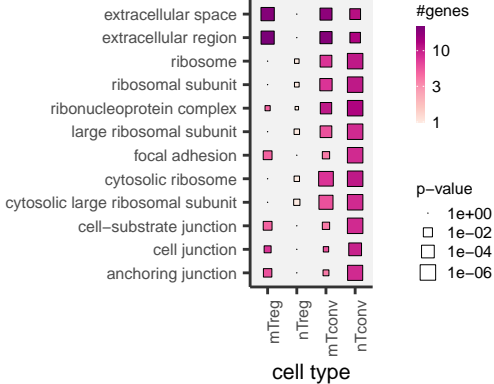 extracellular space
extracellular region
ribosome
ribosomal subunit
ribonucleoprotein complex
large ribosomal subunit
focal adhesion
cytosolic ribosome
cytosolic large ribosomal subunit
cell−substrate junction
cell junction
anchoring junction
mTreg
nTreg
mTconv
nTconv
cell type
#genes
10
3
1
p−value
1e+00
1e−02
1e−04
1e−06